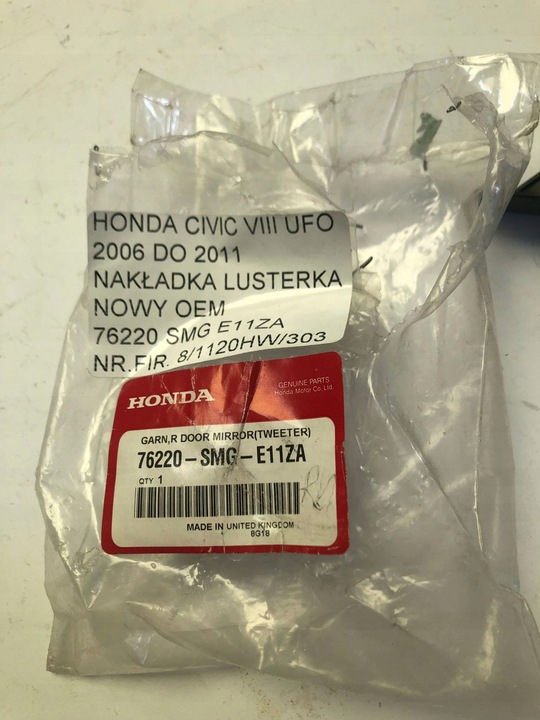 HONDA CIVIC VIII UFO
2006 DO 2011
NAKŁADKA LUSTERKA
NOWY OEM
76220 SMG E11ZA
NR.FIR. 8/1120HW/303
HONDA
GENUINE PARTS
Honda Motor Co. Ltd.
GARN,R DOOR MIRROR(TWEETER)
76220-SMG-E11ZA
QTY 1
MADE IN UNITED KINGDOM
8G18